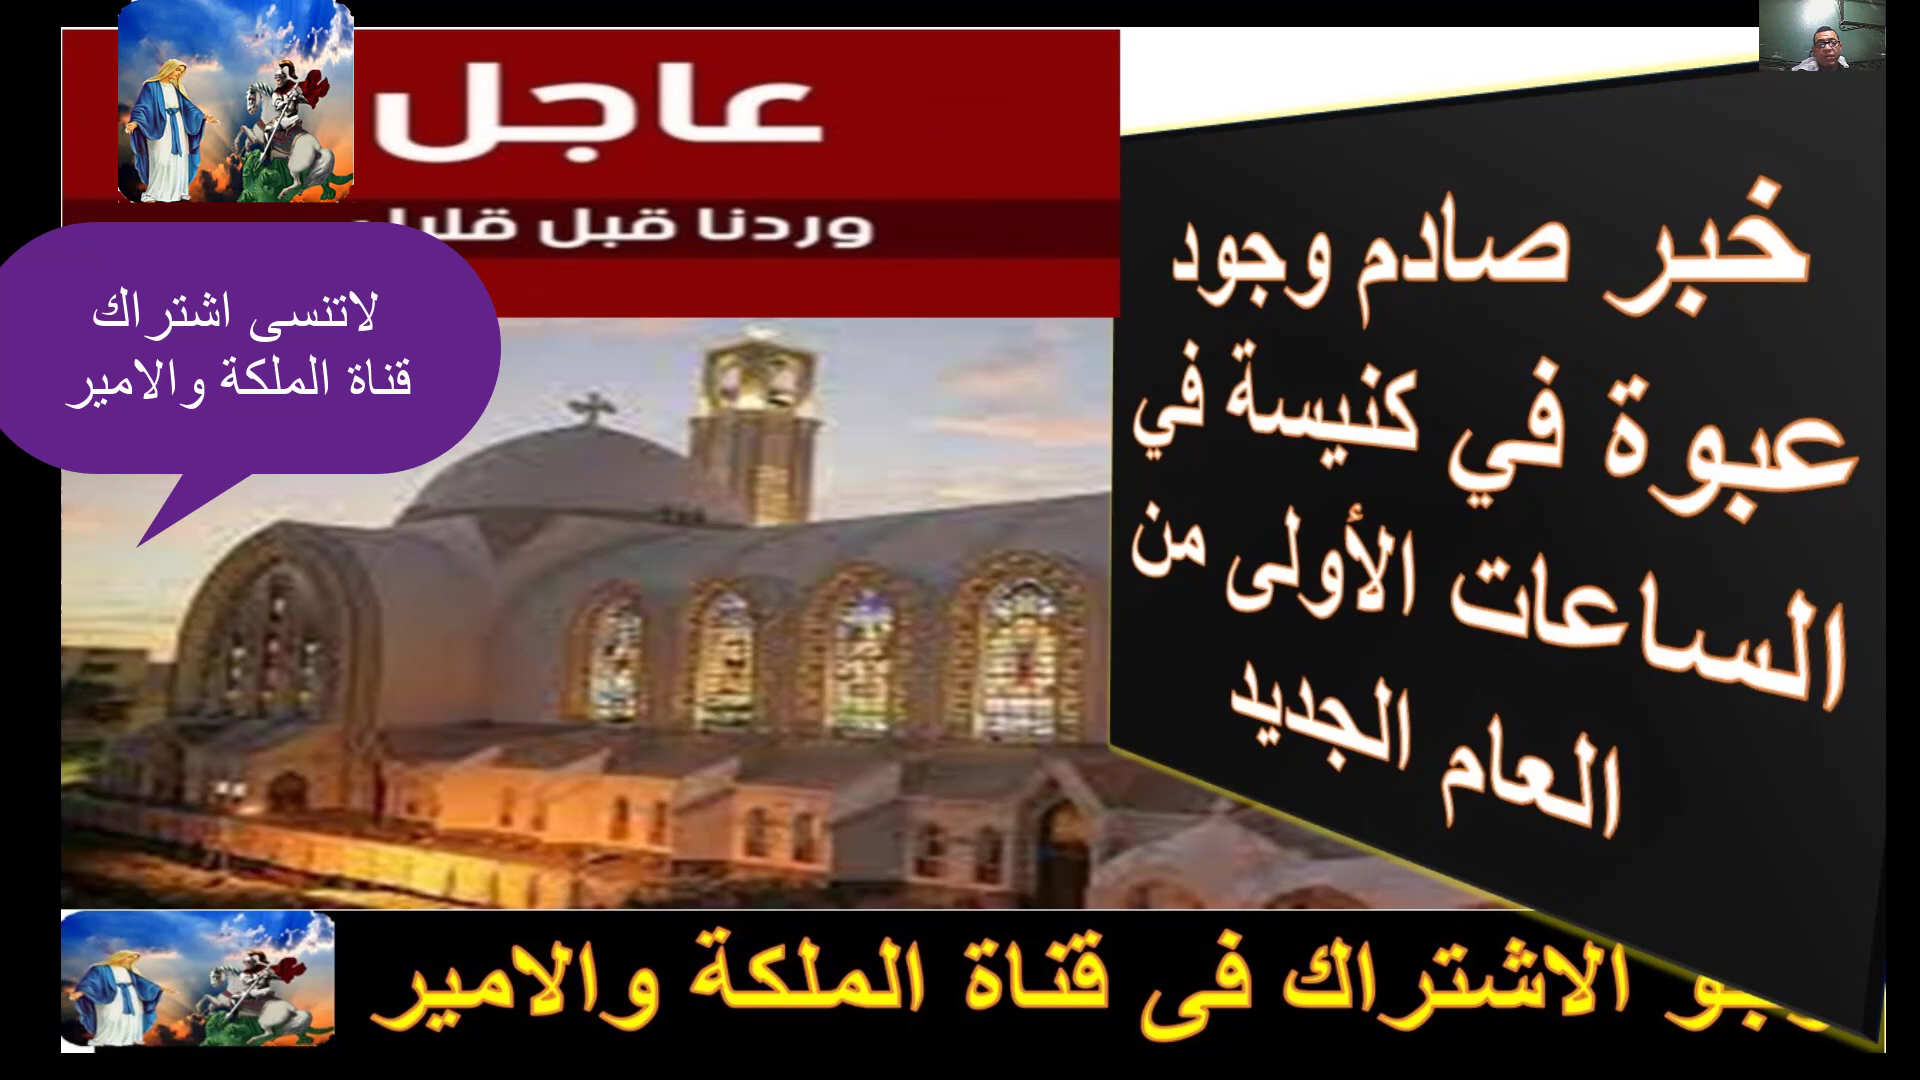 عاجل
وردنا قبل
لاتنسى اشتراك
قناة الملكة والامير
خبر صادم وجود
عبوة في كنيسة في
الساعات الأولى من
العام الجديد
الاشتراك فى قناة الملكة والامير